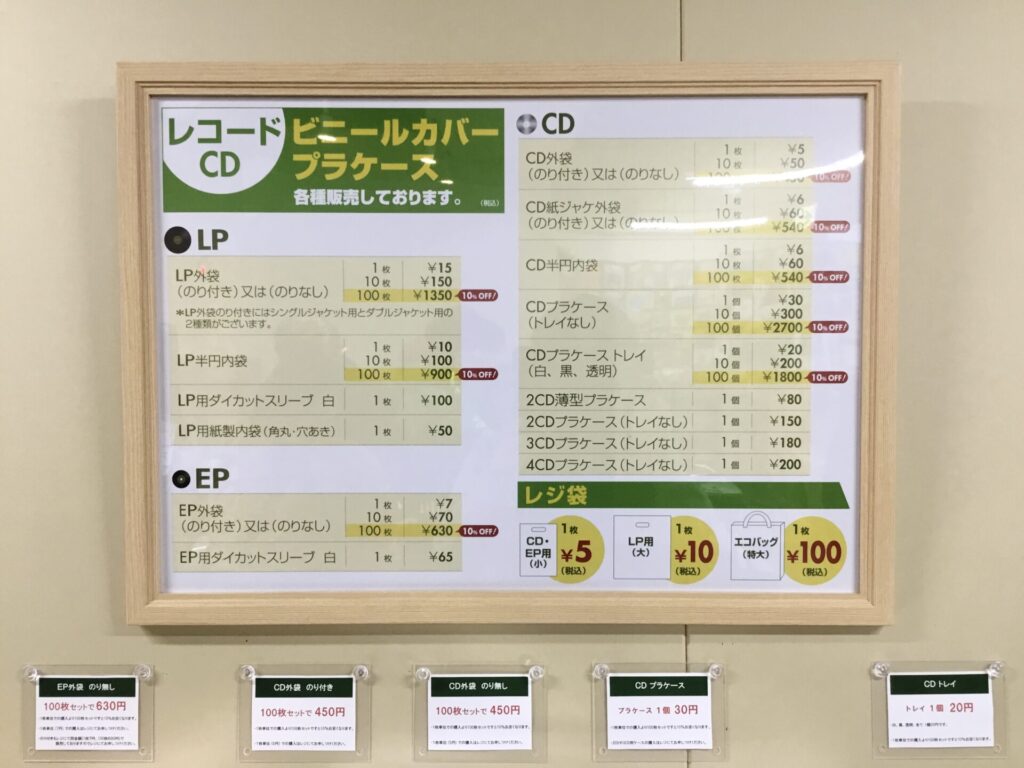 レコード
CD
ビニールカバー
プラケース
各種販売しております。
(税込)
LP
LP外袋
(のり付き)又は(のりなし)
1枚 ¥15
10枚 ¥150
100枚 ¥1350 10% OFF!
*LP外袋のり付きにはシングルジャケット用とダブルジャケット用の
2種類がございます。
LP半円内袋
1枚 ¥10
10枚 ¥100
100枚 ¥900 10% OFF!
LP用ダイカットスリーブ 白 1枚 ¥100
LP用紙製内袋(角丸・穴あき) 1枚 ¥50
EP
EP外袋
(のり付き)又は(のりなし)
1枚 ¥7
10枚 ¥70
100枚 ¥630 10% OFF!
EP用ダイカットスリーブ 白 1枚 ¥65
CD
CD外袋
(のり付き)又は(のりなし)
1枚 ¥5
10枚 ¥50
10% OFF!
CD紙ジャケ外袋
(のり付き)又は(のりなし)
1枚 ¥6
10枚 ¥60
100枚 ¥540 10% OFF!
CD半円内袋
1枚 ¥6
10枚 ¥60
100枚 ¥540 10% OFF!
CDプラケース
(トレイなし)
1個 ¥30
10個 ¥300
100個 ¥2700 10% OFF!
CDプラケース トレイ
(白、黒、透明)
1個 ¥20
10個 ¥200
100個 ¥1800 10% OFF!
2CD薄型プラケース 1個 ¥80
2CDプラケース(トレイなし) 1個 ¥150
3CDプラケース(トレイなし) 1個 ¥180
4CDプラケース(トレイなし) 1個 ¥200
レジ袋
CD・
EP用
(小)
1枚
¥5
(税込)
LP用
(大)
1枚
¥10
(税込)
エコバッグ
(特大)
1枚
¥100
(税込)
EP外袋 のり無し
100枚セットで 630円
CD外袋 のり付き
100枚セットで 450円
CD外袋 のり無し
100枚セットで 450円
CD プラケース
プラケース 1個 30円
CD トレイ
トレイ 1個 20円